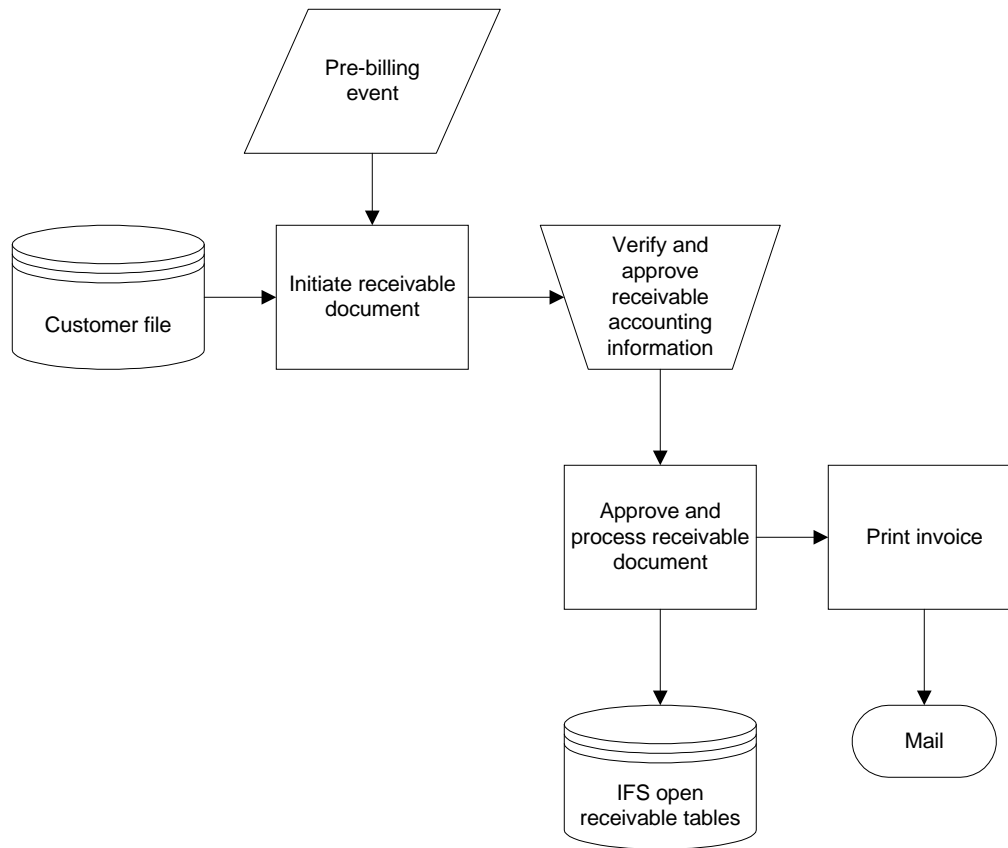 Pre-billing
event
Customer file
Initiate receivable
document
Verify and
approve
receivable
accounting
information
Approve and
process receivable
document
Print invoice
IFS open
receivable tables
Mail